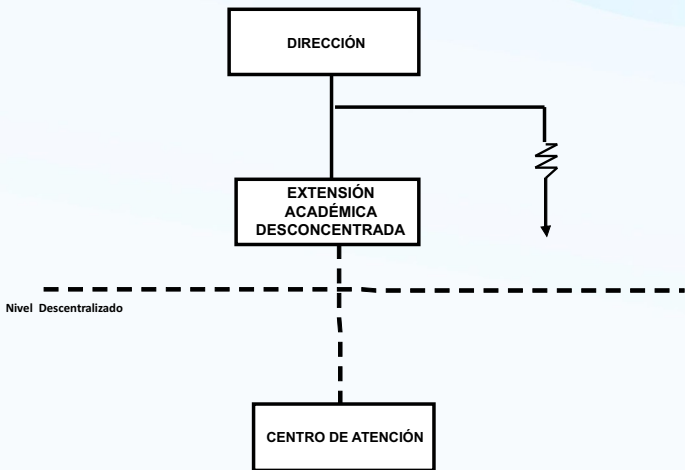 DIRECCIÓN
EXTENSIÓN
ACADÉMICA
DESCONCENTRADA
Nivel Descentralizado
CENTRO DE ATENCIÓN